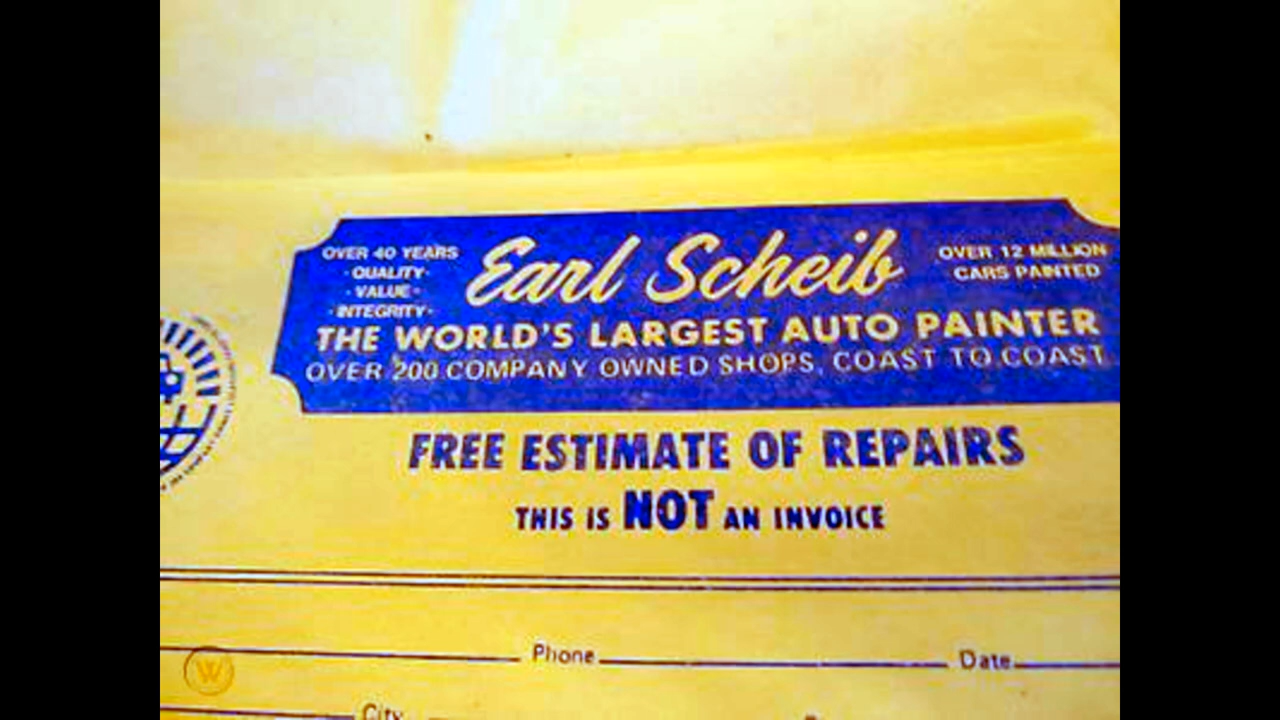 OVER 40 YEARS
· QUALITY ·
· VALUE ·
· INTEGRITY ·
Earl Scheib
OVER 12 MILLION
CARS PAINTED
THE WORLD'S LARGEST AUTO PAINTER
OVER 200 COMPANY OWNED SHOPS, COAST TO COAST
FREE ESTIMATE OF REPAIRS
THIS IS NOT AN INVOICE
Phone
Date
City
W